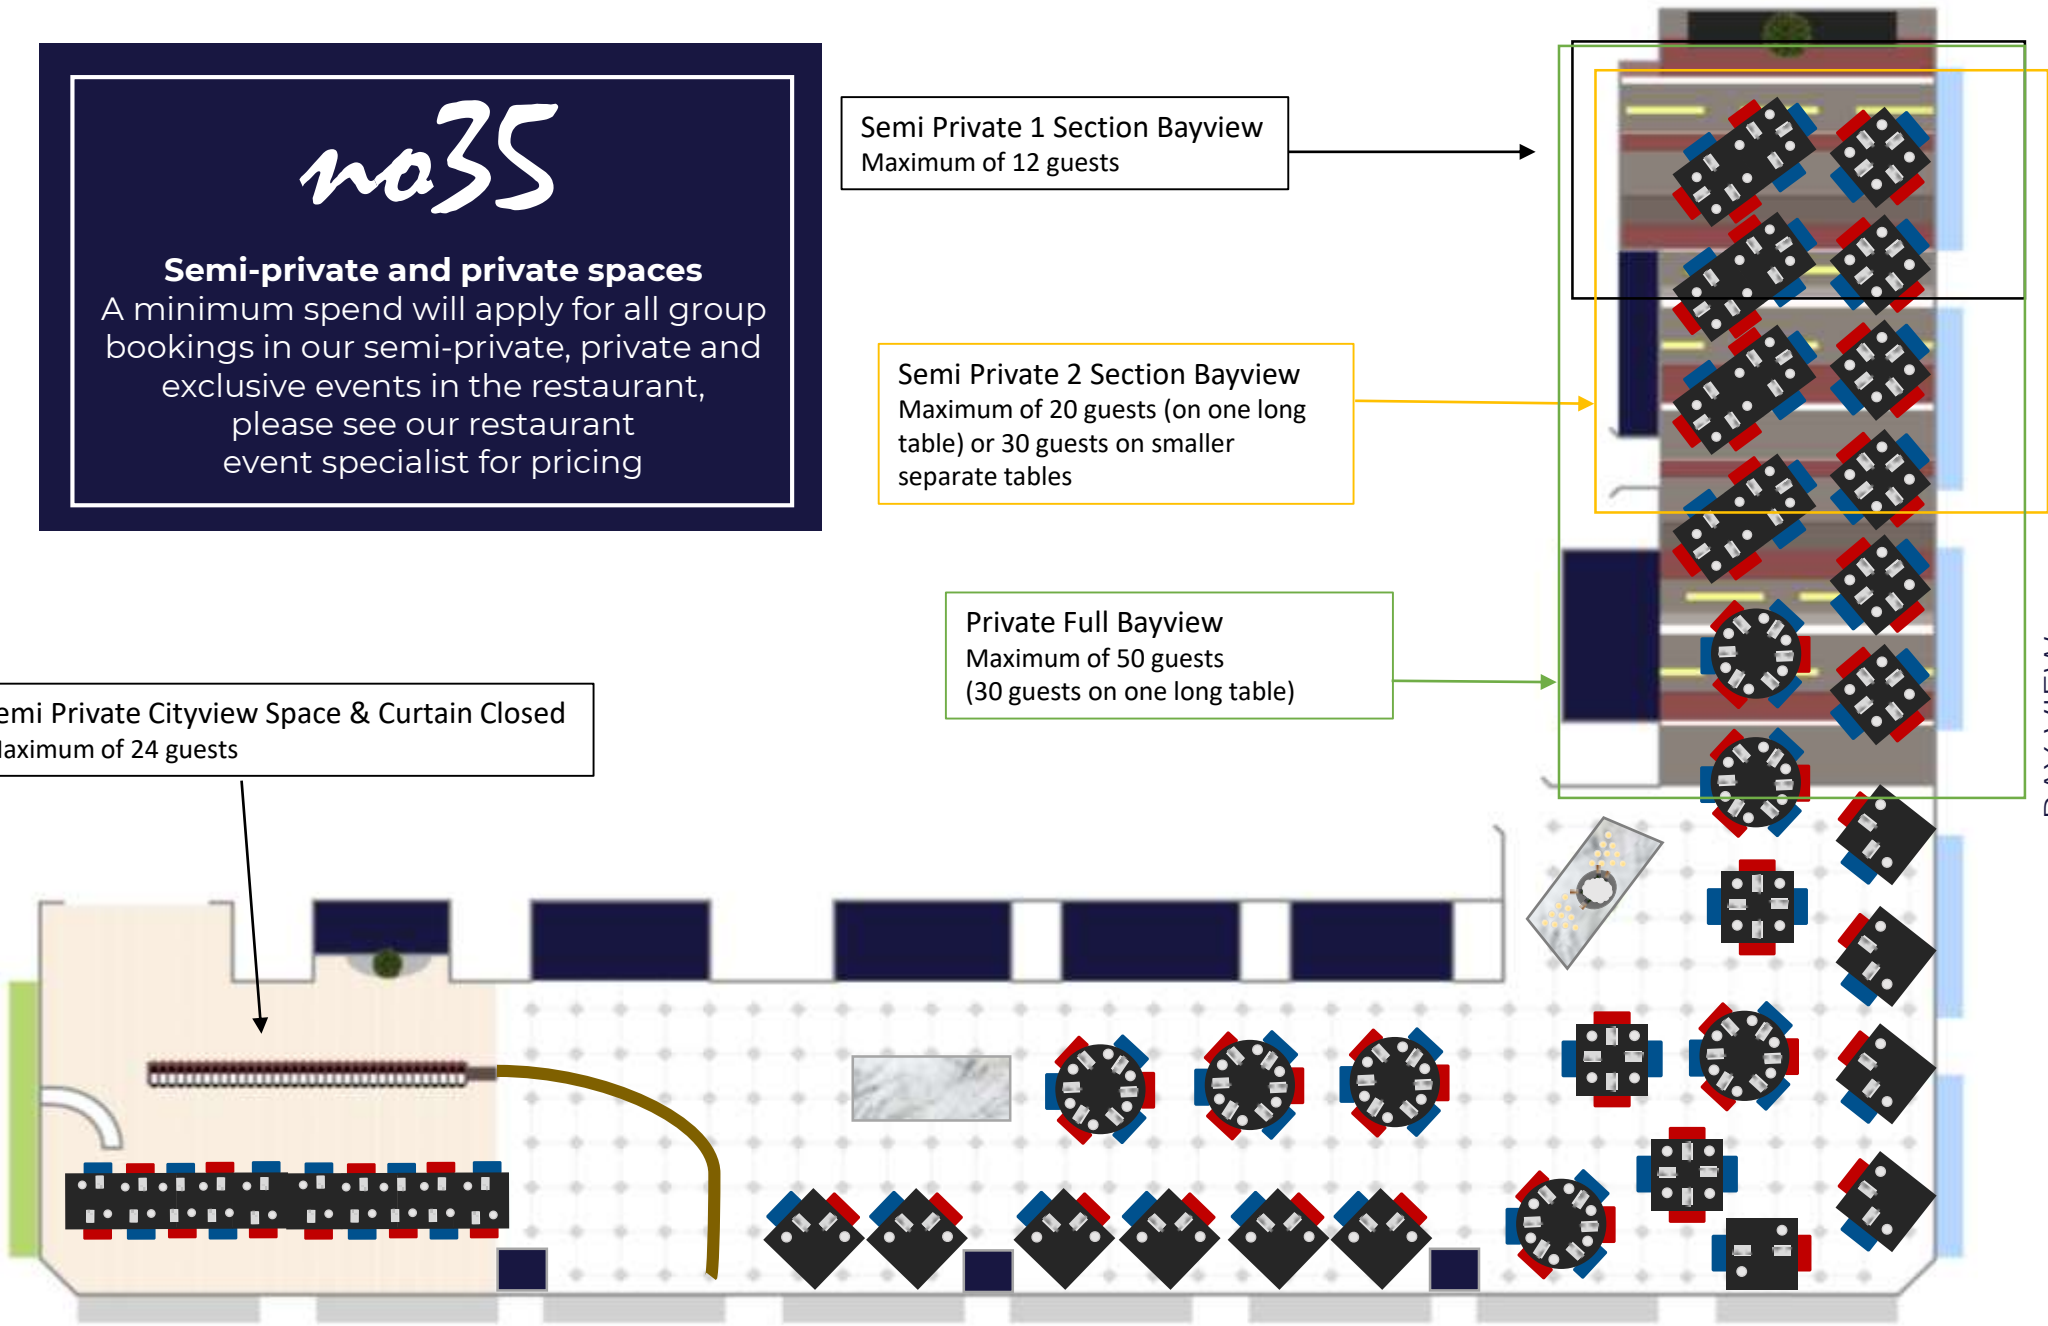 no35
Semi-private and private spaces
A minimum spend will apply for all group
bookings in our semi-private, private and
exclusive events in the restaurant,
please see our restaurant
event specialist for pricing
Semi Private 1 Section Bayview
Maximum of 12 guests
Semi Private 2 Section Bayview
Maximum of 20 guests (on one long
table) or 30 guests on smaller
separate tables
Private Full Bayview
Maximum of 50 guests
(30 guests on one long table)
emi Private Cityview Space & Curtain Closed
Maximum of 24 guests
BAY VIEW